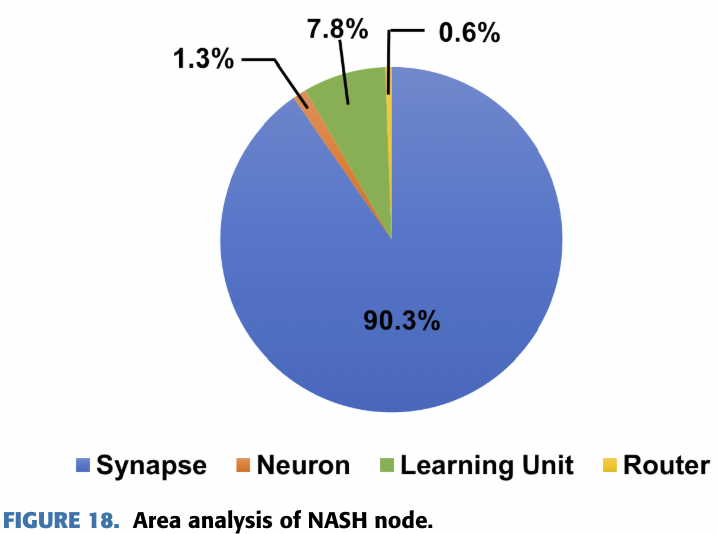 7.8%
0.6%
1.3%
90.3%
Synapse Neuron Learning Unit Router
FIGURE 18. Area analysis of NASH node.